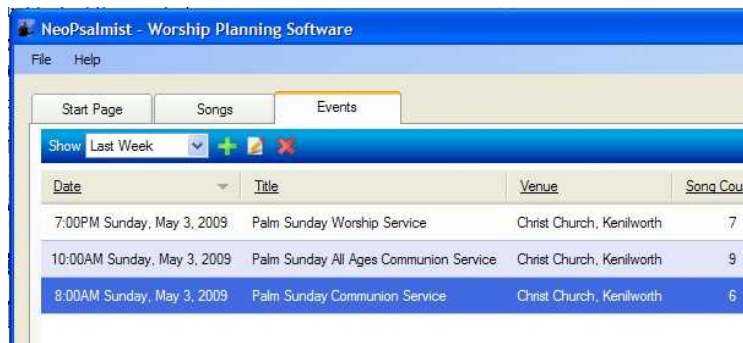 NeoPsalmist - Worship Planning Software
File Help
Start Page Songs Events
Show Last Week
Date Title Venue Song Cou
7:00PM Sunday, May 3, 2009 Palm Sunday Worship Service Christ Church, Kenilworth 7
10:00AM Sunday, May 3, 2009 Palm Sunday All Ages Communion Service Christ Church, Kenilworth 9
8:00AM Sunday, May 3, 2009 Palm Sunday Communion Service Christ Church, Kenilworth 6